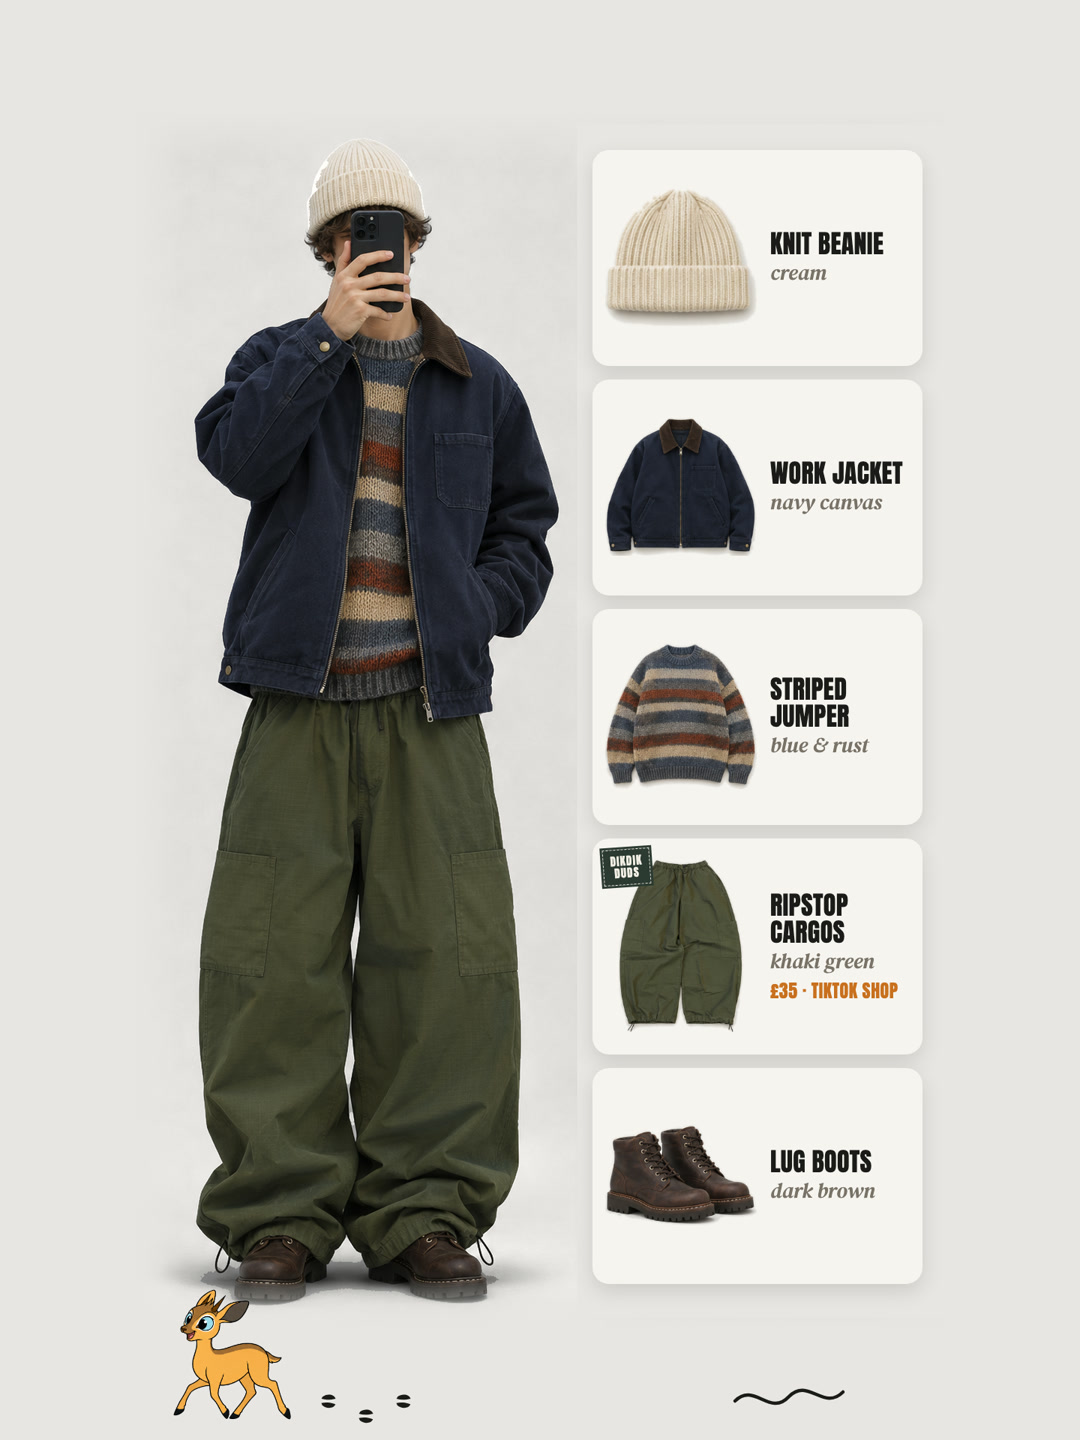 KNIT BEANIE
cream
WORK JACKET
navy canvas
STRIPED
JUMPER
blue & rust
DIKDIK
DUDS
RIPSTOP
CARGOS
khaki green
£35 · TIKTOK SHOP
LUG BOOTS
dark brown